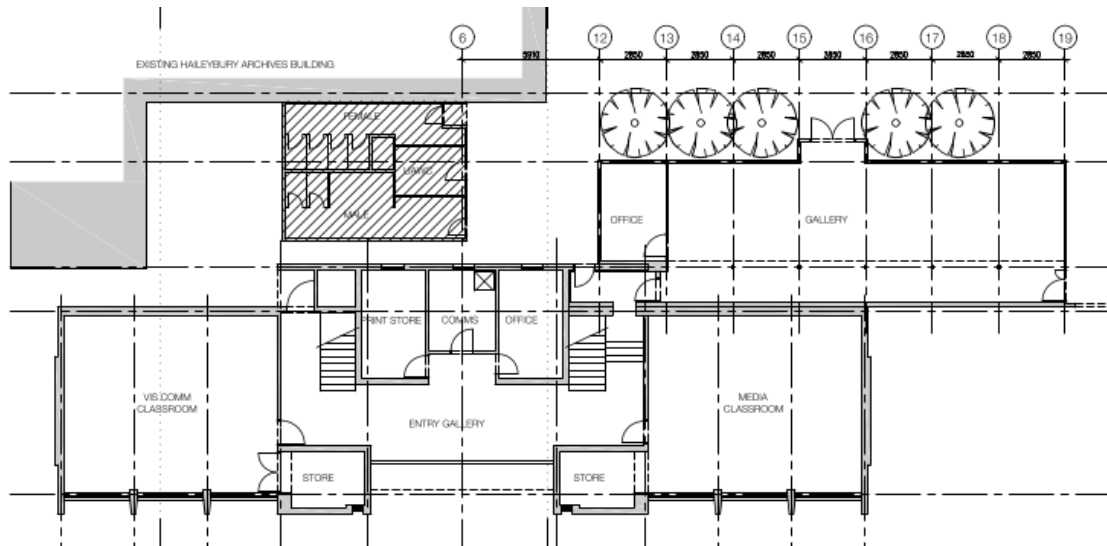 6
12
13
14
15
16
17
18
19
5910
2850
2850
2850
2850
2850
2850
2850
EXISTING HAILEYBURY ARCHIVES BUILDING
FEMALE
UAWC
MALE
OFFICE
GALLERY
PRINT STORE
COMMS
OFFICE
VIS COMM
CLASSROOM
MEDIA
CLASSROOM
ENTRY GALLERY
STORE
STORE